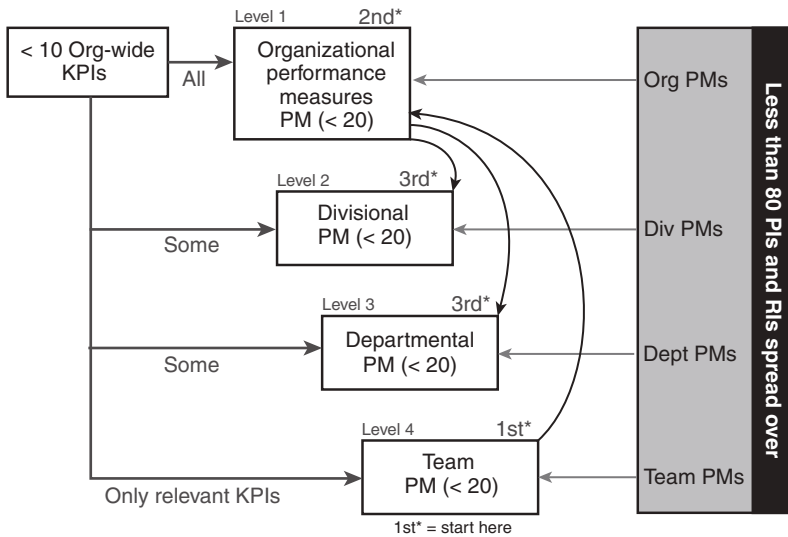 Level 1
2nd*
< 10 Org-wide
KPIs
All
Organizational
performance
measures
PM (< 20)
Org PMs
Level 2
3rd*
Divisional
PM (< 20)
Some
Div PMs
Level 3
3rd*
Departmental
PM (< 20)
Some
Dept PMs
Level 4
1st*
Team
PM (< 20)
Only relevant KPIs
Team PMs
1st* = start here
Less than 80 PIs and RIs spread over